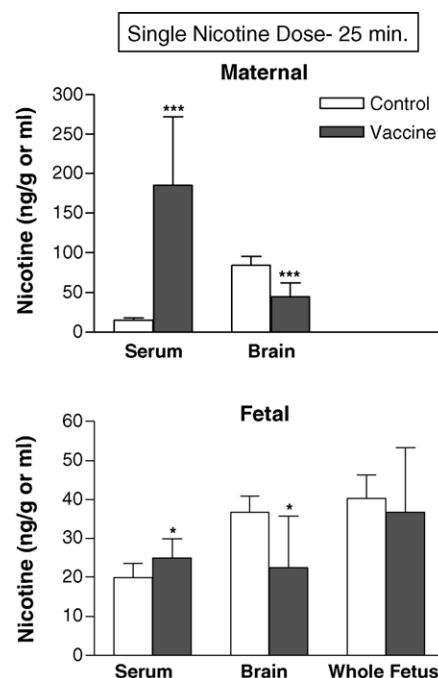 Single Nicotine Dose- 25 min.
Maternal
Control
Vaccine
Nicotine (ng/g or ml)
300
250
200
150
100
50
0
***
***
Serum Brain
Fetal
Nicotine (ng/g or ml)
60
50
40
30
20
10
0
*
*
Serum Brain Whole Fetus